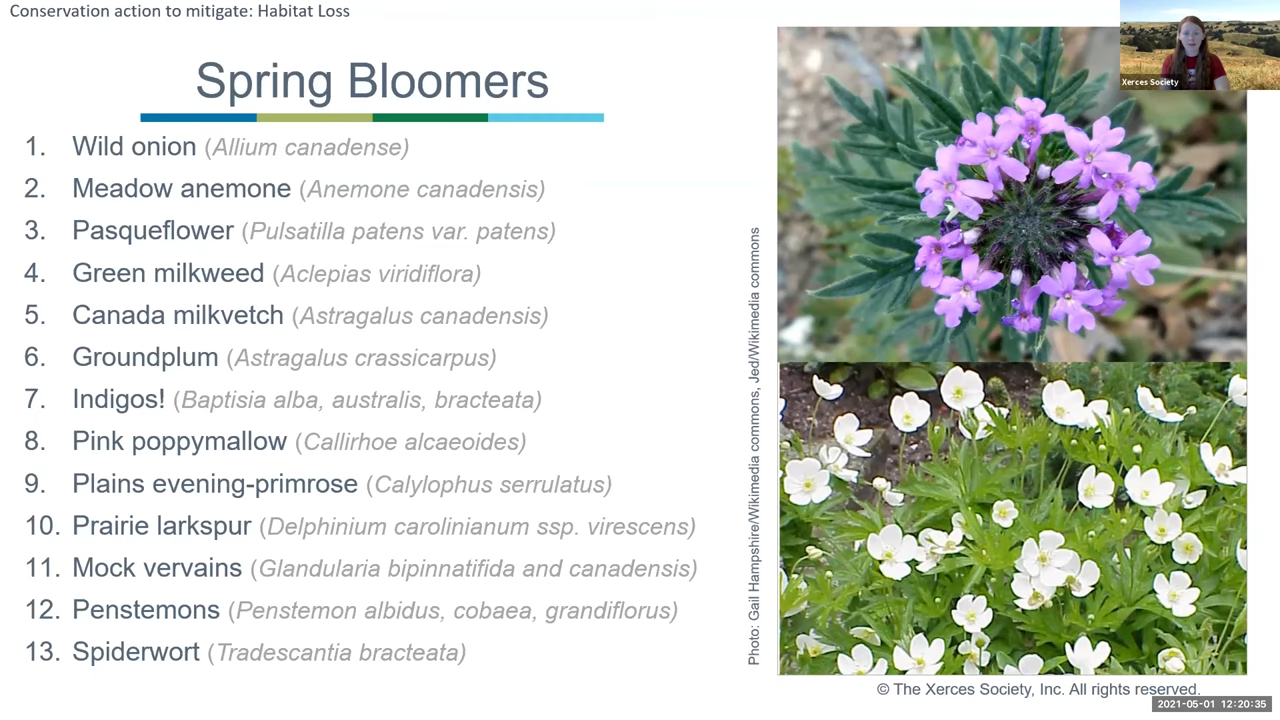 Conservation action to mitigate: Habitat Loss
Xerces Society
Spring Bloomers
1. Wild onion (Allium canadense)
2. Meadow anemone (Anemone canadensis)
3. Pasqueflower (Pulsatilla patens var. patens)
4. Green milkweed (Aclepias viridiflora)
5. Canada milkvetch (Astragalus canadensis)
6. Groundplum (Astragalus crassicarpus)
7. Indigos! (Baptisia alba, australis, bracteata)
8. Pink poppymallow (Callirhoe alcaeoides)
9. Plains evening-primrose (Calylophus serrulatus)
10. Prairie larkspur (Delphinium carolinianum ssp. virescens)
11. Mock vervains (Glandularia bipinnatifida and canadensis)
12. Penstemons (Penstemon albidus, cobaea, grandiflorus)
13. Spiderwort (Tradescantia bracteata)
Photo: Gail Hampshire/Wikimedia commons, Jed/Wikimedia commons
© The Xerces Society, Inc. All rights reserved.
2021-05-01 12:20:35